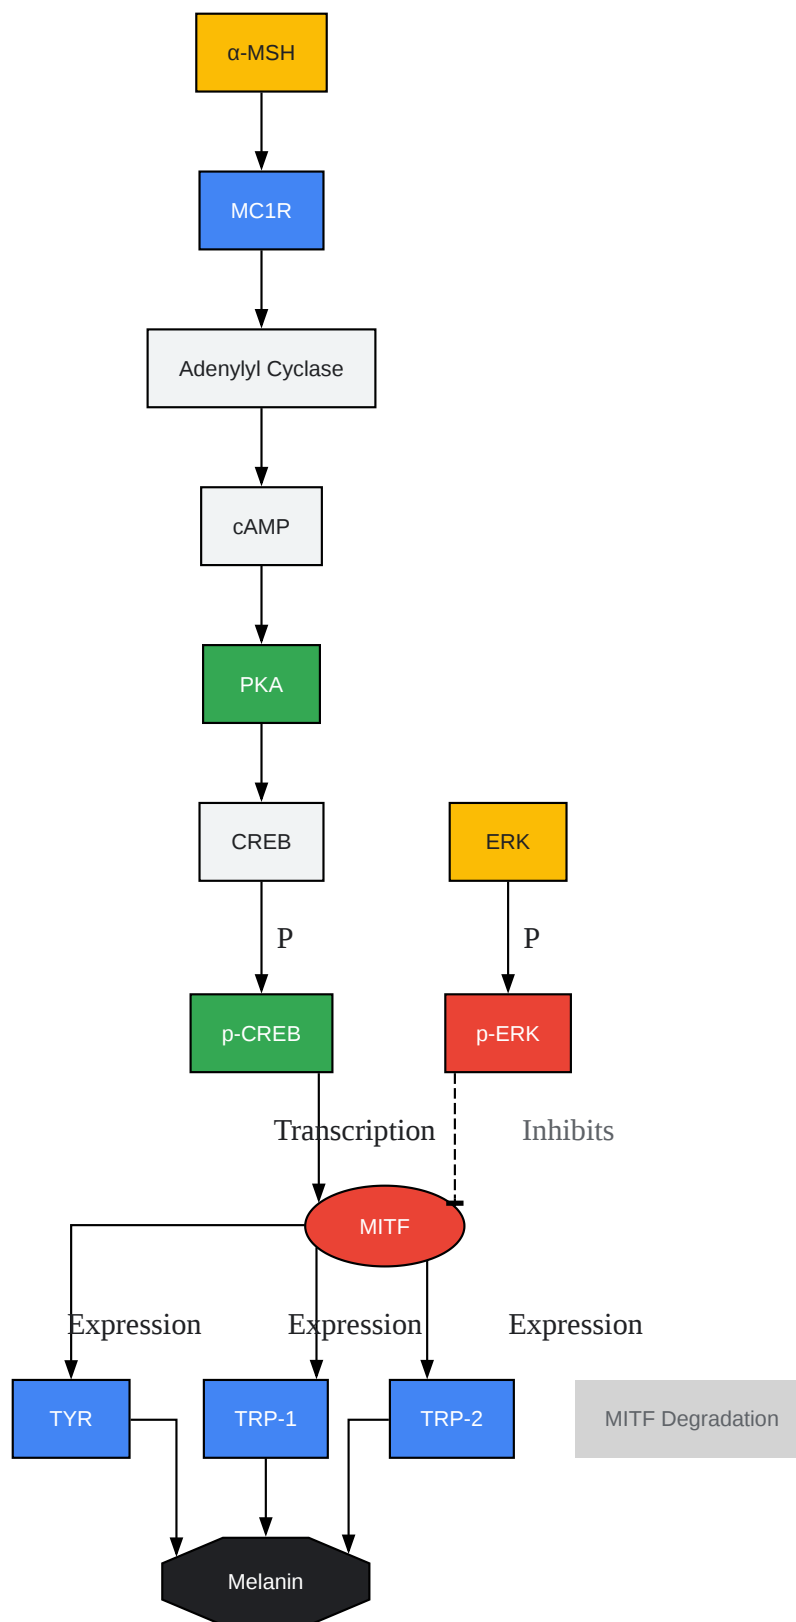 α-MSH
MC1R
Adenylyl Cyclase
cAMP
PKA
CREB
ERK
P
P
p-CREB
p-ERK
Transcription
Inhibits
MITF
Expression
Expression
Expression
TYR
TRP-1
TRP-2
MITF Degradation
Melanin